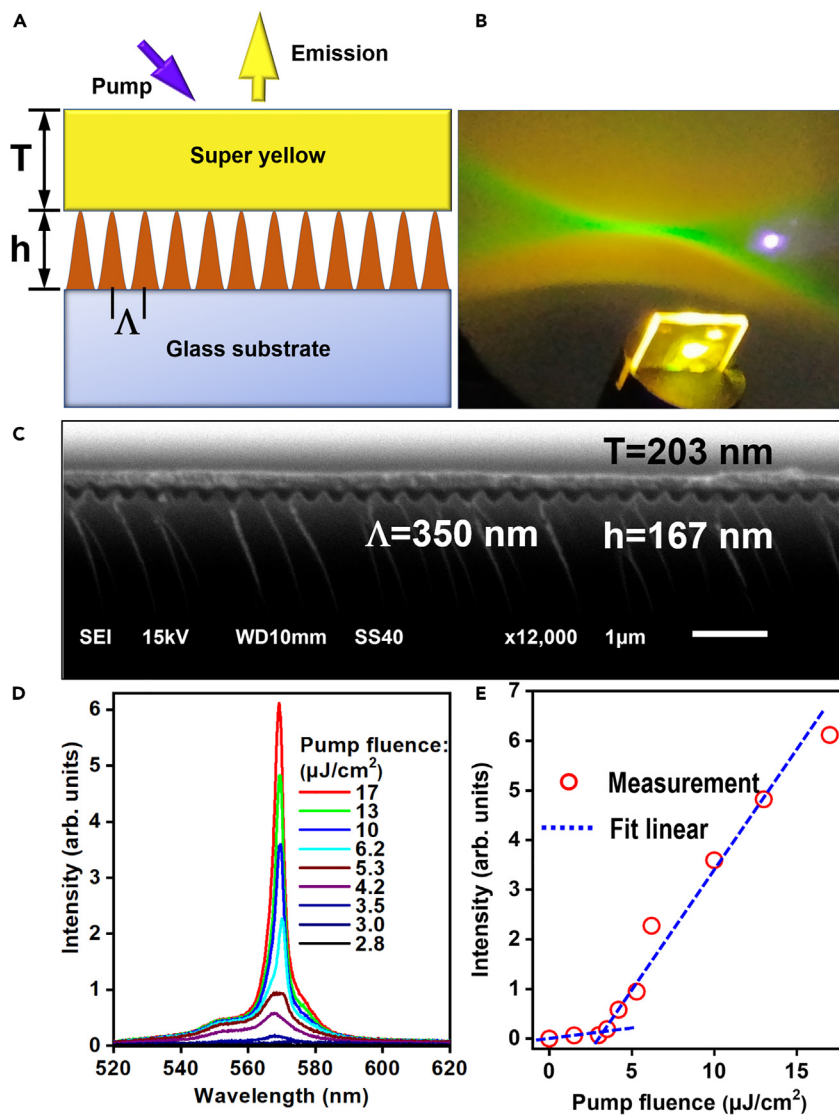 A
Pump
Emission
T
Super yellow
h
Λ
Glass substrate
B
C
T=203 nm
Λ=350 nm
h=167 nm
SEI 15kV WD10mm SS40 x12,000 1µm
D
Intensity (arb. units)
6
5
4
3
2
1
0
Pump fluence:
(µJ/cm²)
17
13
10
6.2
5.3
4.2
3.5
3.0
2.8
520 540 560 580 600 620
Wavelength (nm)
E
Intensity (arb. units)
7
6
5
4
3
2
1
0
Measurement
Fit linear
0 5 10 15
Pump fluence (µJ/cm²)